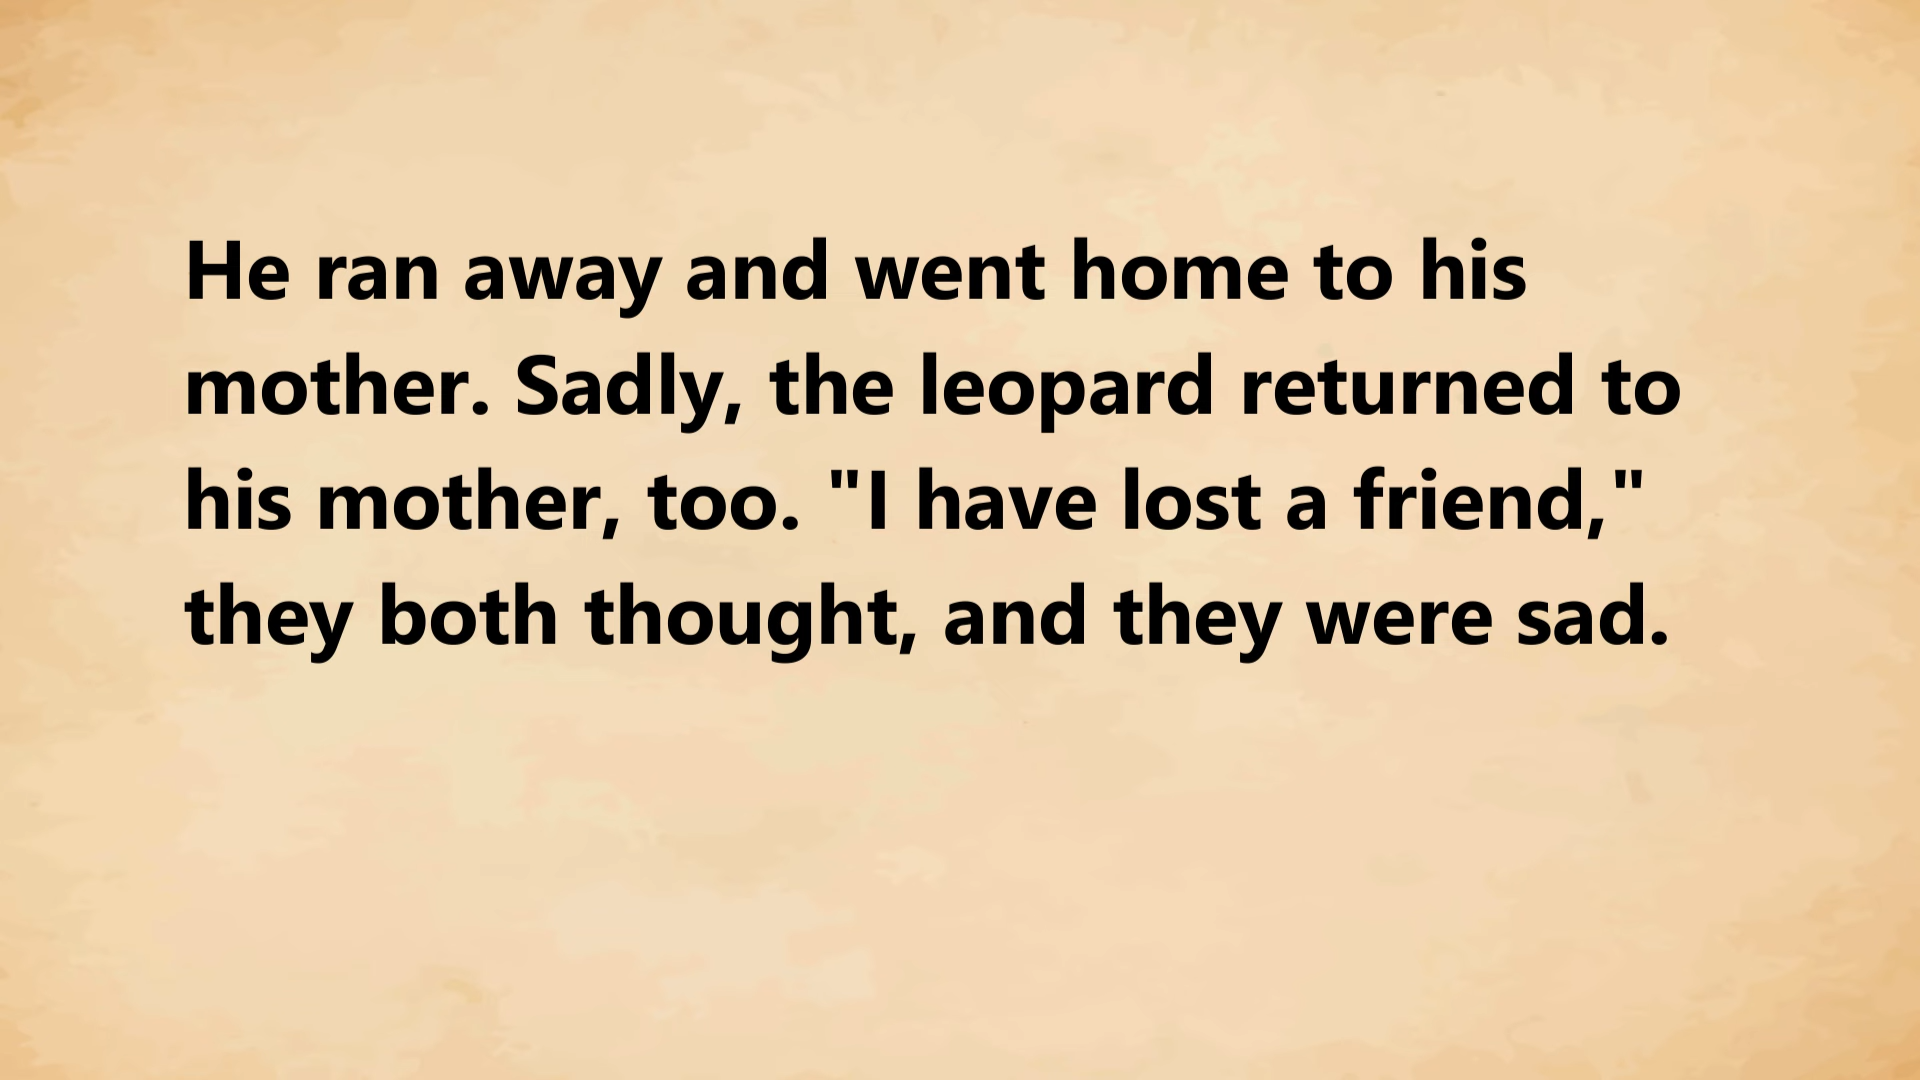 He ran away and went home to his
mother. Sadly, the leopard returned to
his mother, too. "I have lost a friend,"
they both thought, and they were sad.